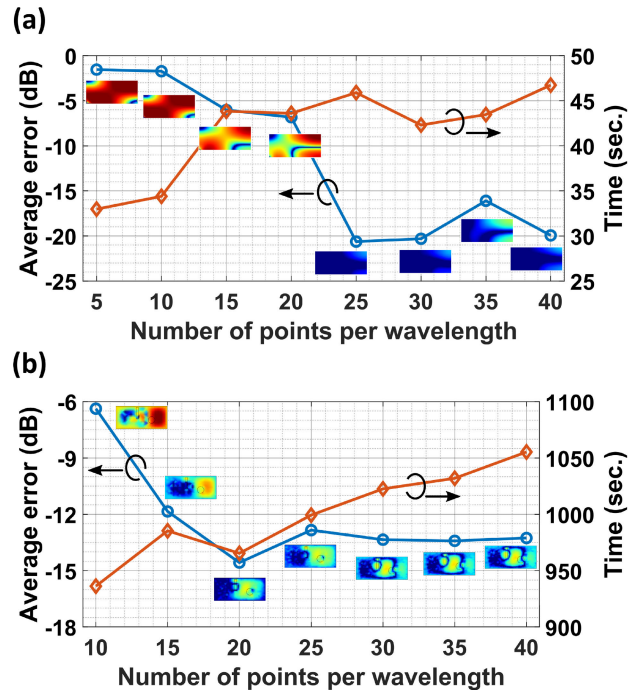 (a)
0
-5
-10
-15
-20
-25
Average error (dB)
50
45
40
35
30
25
Time (sec.)
5 10 15 20 25 30 35 40
Number of points per wavelength
(b)
-6
-9
-12
-15
-18
Average error (dB)
1100
1050
1000
950
900
Time (sec.)
10 15 20 25 30 35 40
Number of points per wavelength